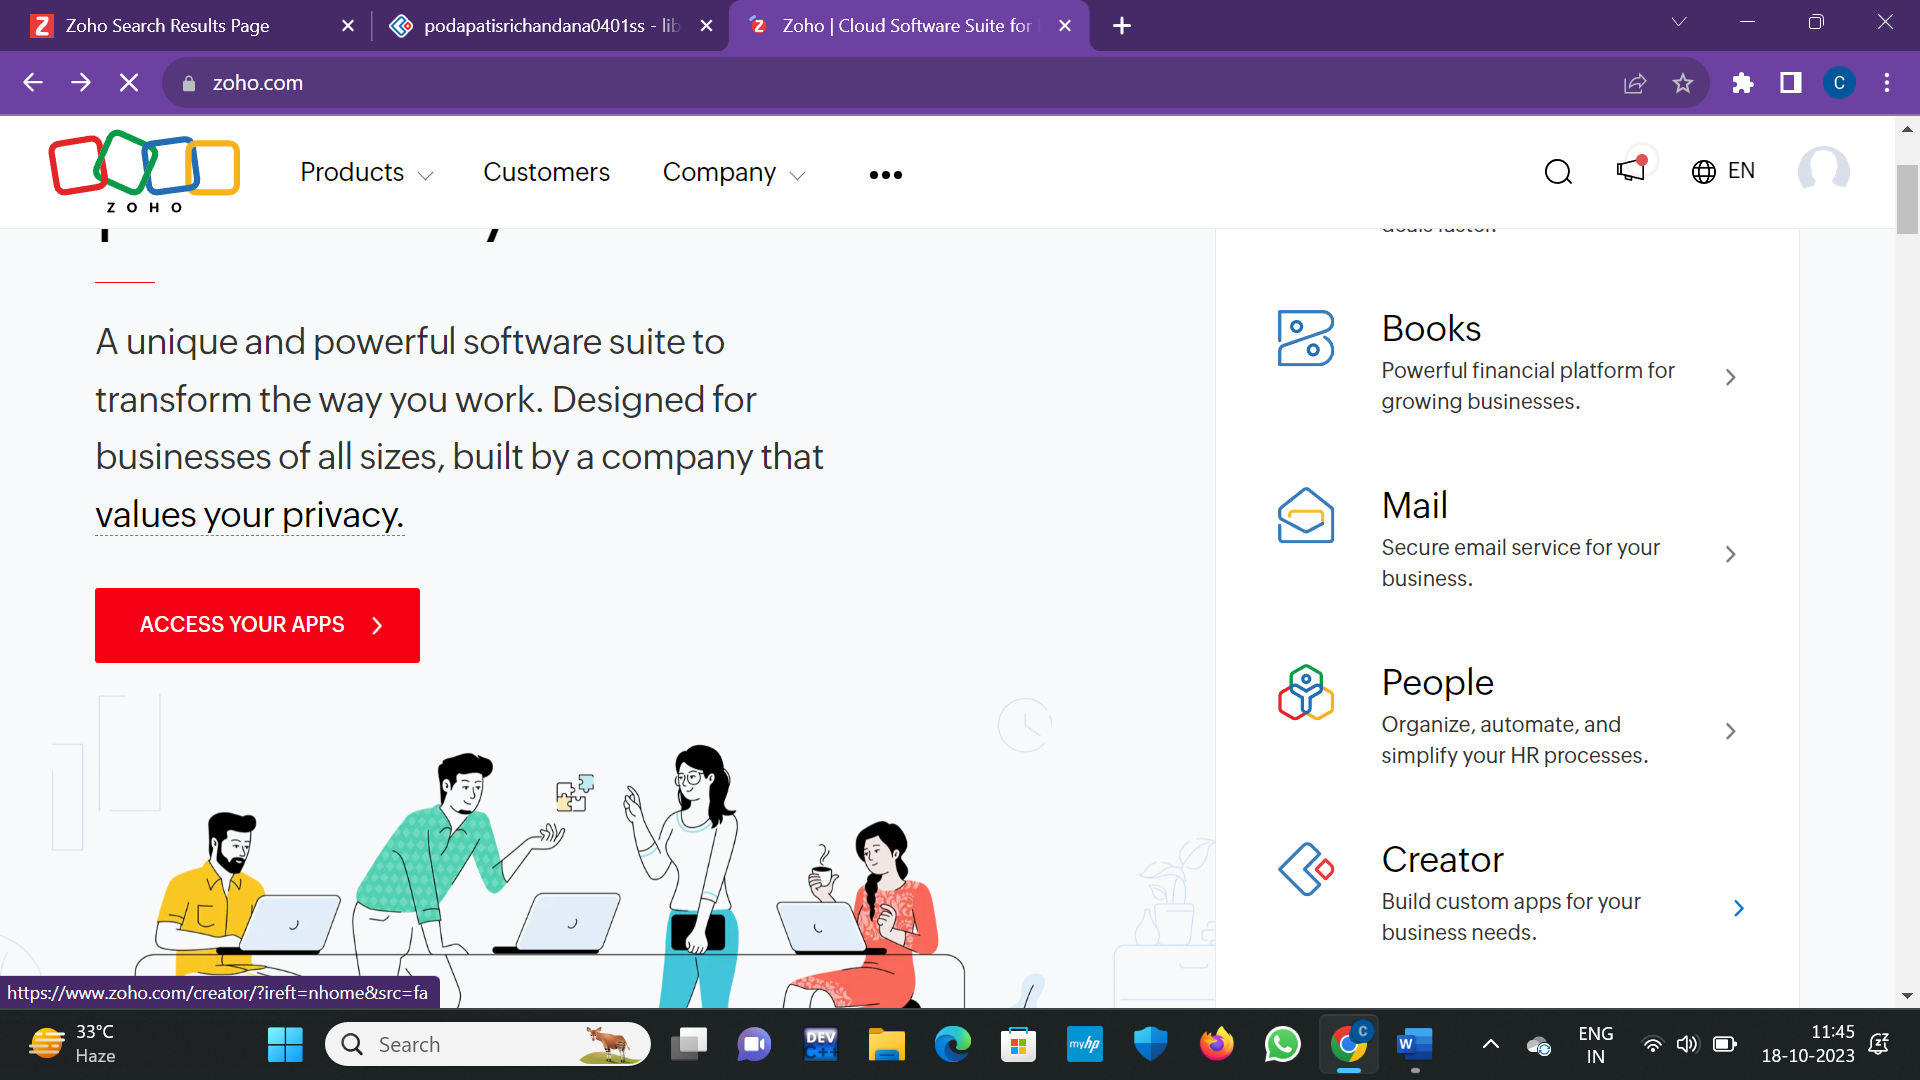 Zoho Search Results Page
podapatisrichandana0401ss - lib
Zoho | Cloud Software Suite for
zoho.com
C
ZOHO
Products
Customers
Company
EN
A unique and powerful software suite to
transform the way you work. Designed for
businesses of all sizes, built by a company that
values your privacy.
ACCESS YOUR APPS
Books
Powerful financial platform for
growing businesses.
Mail
Secure email service for your
business.
People
Organize, automate, and
simplify your HR processes.
Creator
Build custom apps for your
business needs.
https://www.zoho.com/creator/?ireft=nhome&src=fa
33°C
Haze
Search
DEV
C++
myhp
C
W
ENG
IN
11:45
18-10-2023